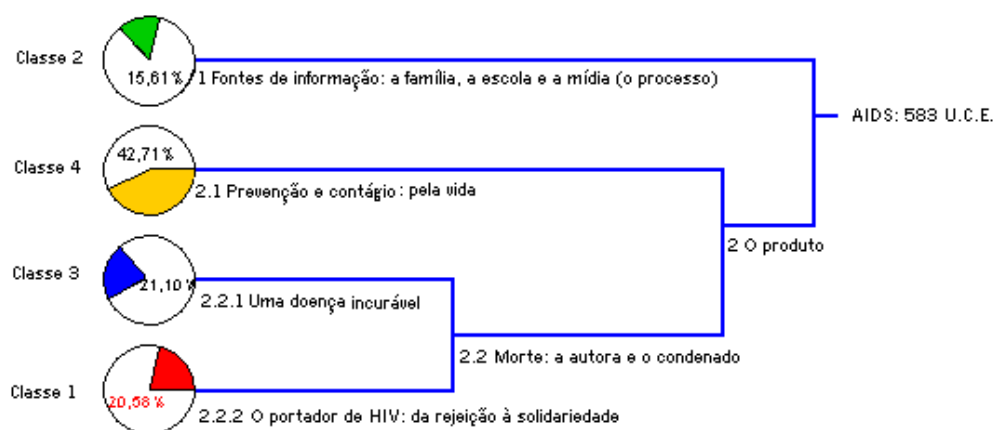 Classe 2
15,61%
1 Fontes de informação: a família, a escola e a mídia (o processo)
AIDS: 583 U.C.E.
Classe 4
42,71%
2.1 Prevenção e contágio: pela vida
2 O produto
Classe 3
21,10%
2.2.1 Uma doença incurável
2.2 Morte: a autora e o condenado
Classe 1
20,58%
2.2.2 O portador de HIV: da rejeição à solidariedade